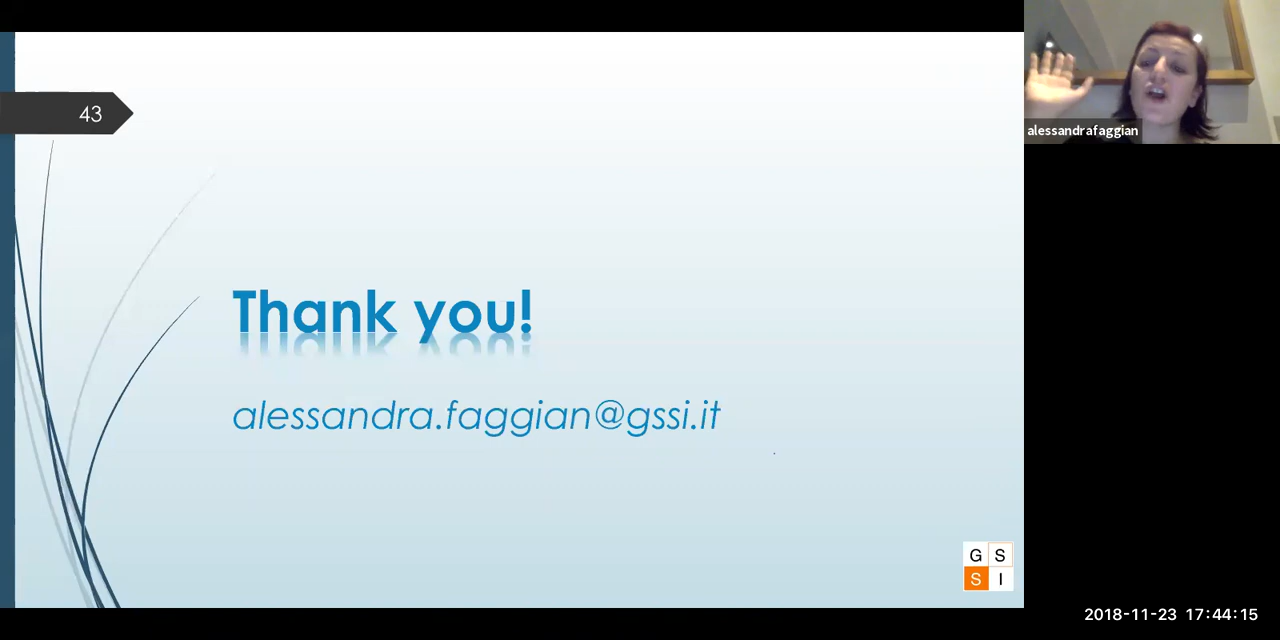 43
alessandrafaggian
Thank you!
alessandra.faggian@gssi.it
G S
S I
2018-11-23 17:44:15